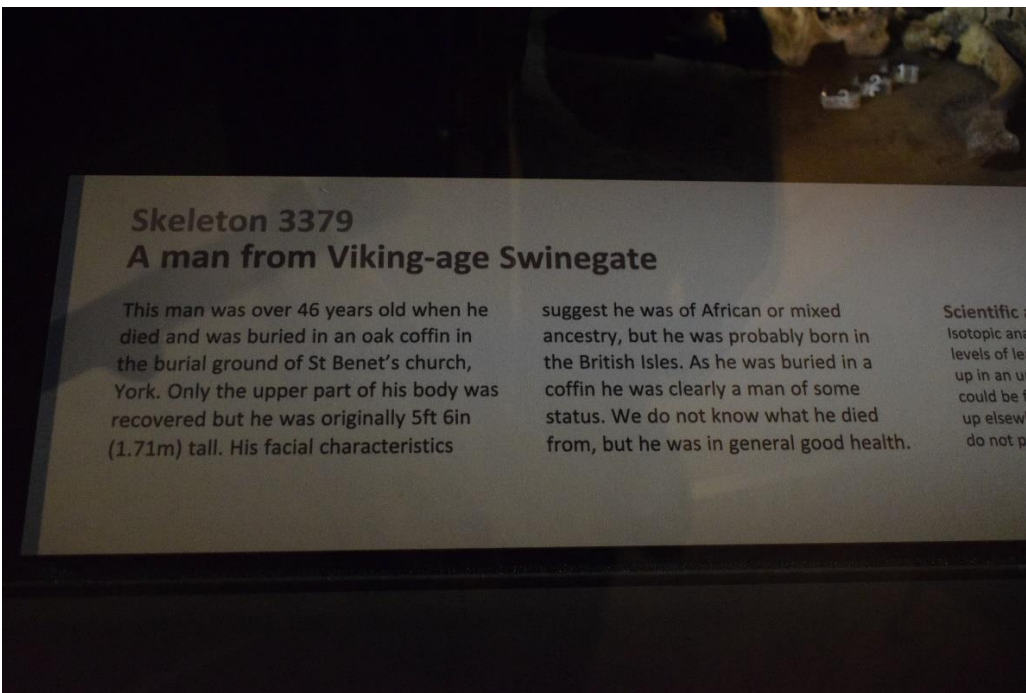 Skeleton 3379
A man from Viking-age Swinegate
This man was over 46 years old when he
died and was buried in an oak coffin in
the burial ground of St Benet's church,
York. Only the upper part of his body was
recovered but he was originally 5ft 6in
(1.71m) tall. His facial characteristics
suggest he was of African or mixed
ancestry, but he was probably born in
the British Isles. As he was buried in a
coffin he was clearly a man of some
status. We do not know what he died
from, but he was in general good health.
Scientific
Isotopic
levels of
up in an
could be
up
do not
3
2
1